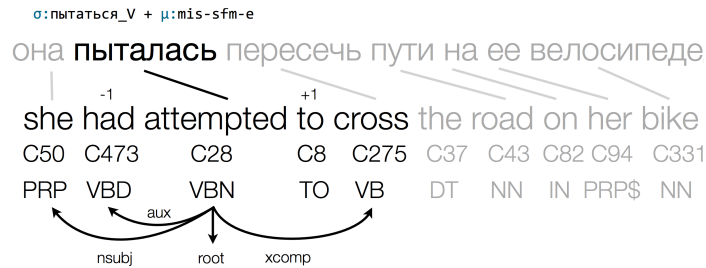 σ:пытаться_V + μ:mis-sfm-e
она пыталась пересечь пути на ее велосипеде
-1 +1
she had attempted to cross the road on her bike
C50 C473 C28 C8 C275 C37 C43 C82 C94 C331
PRP VBD VBN TO VB DT NN IN PRP$ NN
aux
nsubj root xcomp